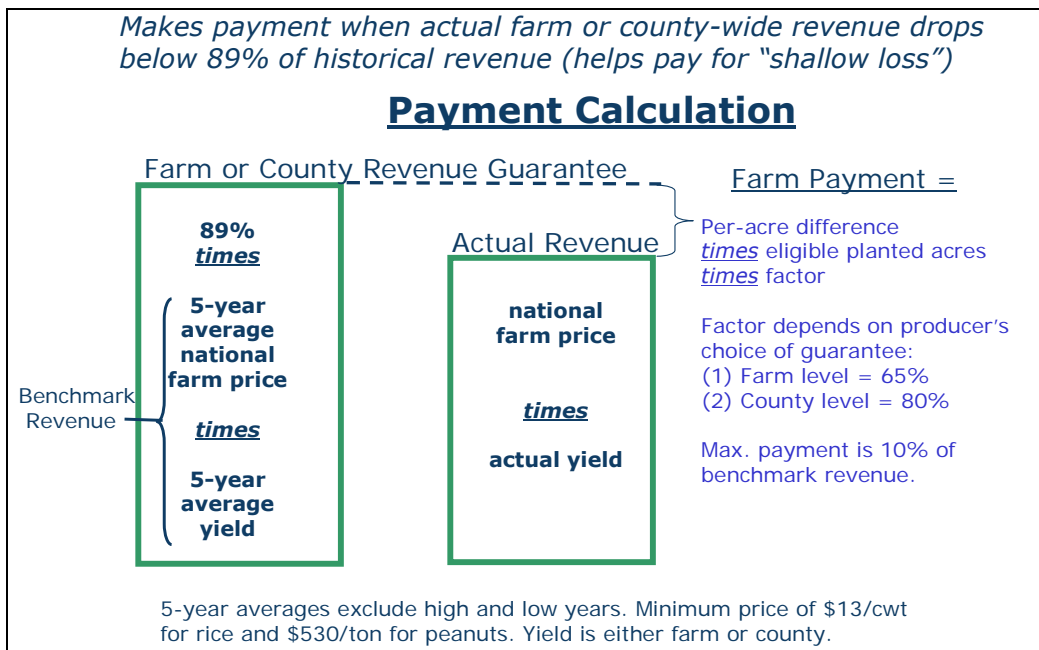 Makes payment when actual farm or county-wide revenue drops
below 89% of historical revenue (helps pay for “shallow loss”)
Payment Calculation
Farm or County Revenue Guarantee
89%
times
5-year
average
national
farm price
times
5-year
average
yield
Benchmark
Revenue
Actual Revenue
national
farm price
times
actual yield
Farm Payment =
Per-acre difference
times eligible planted acres
times factor
Factor depends on producer’s
choice of guarantee:
(1) Farm level = 65%
(2) County level = 80%
Max. payment is 10% of
benchmark revenue.
5-year averages exclude high and low years. Minimum price of $13/cwt
for rice and $530/ton for peanuts. Yield is either farm or county.